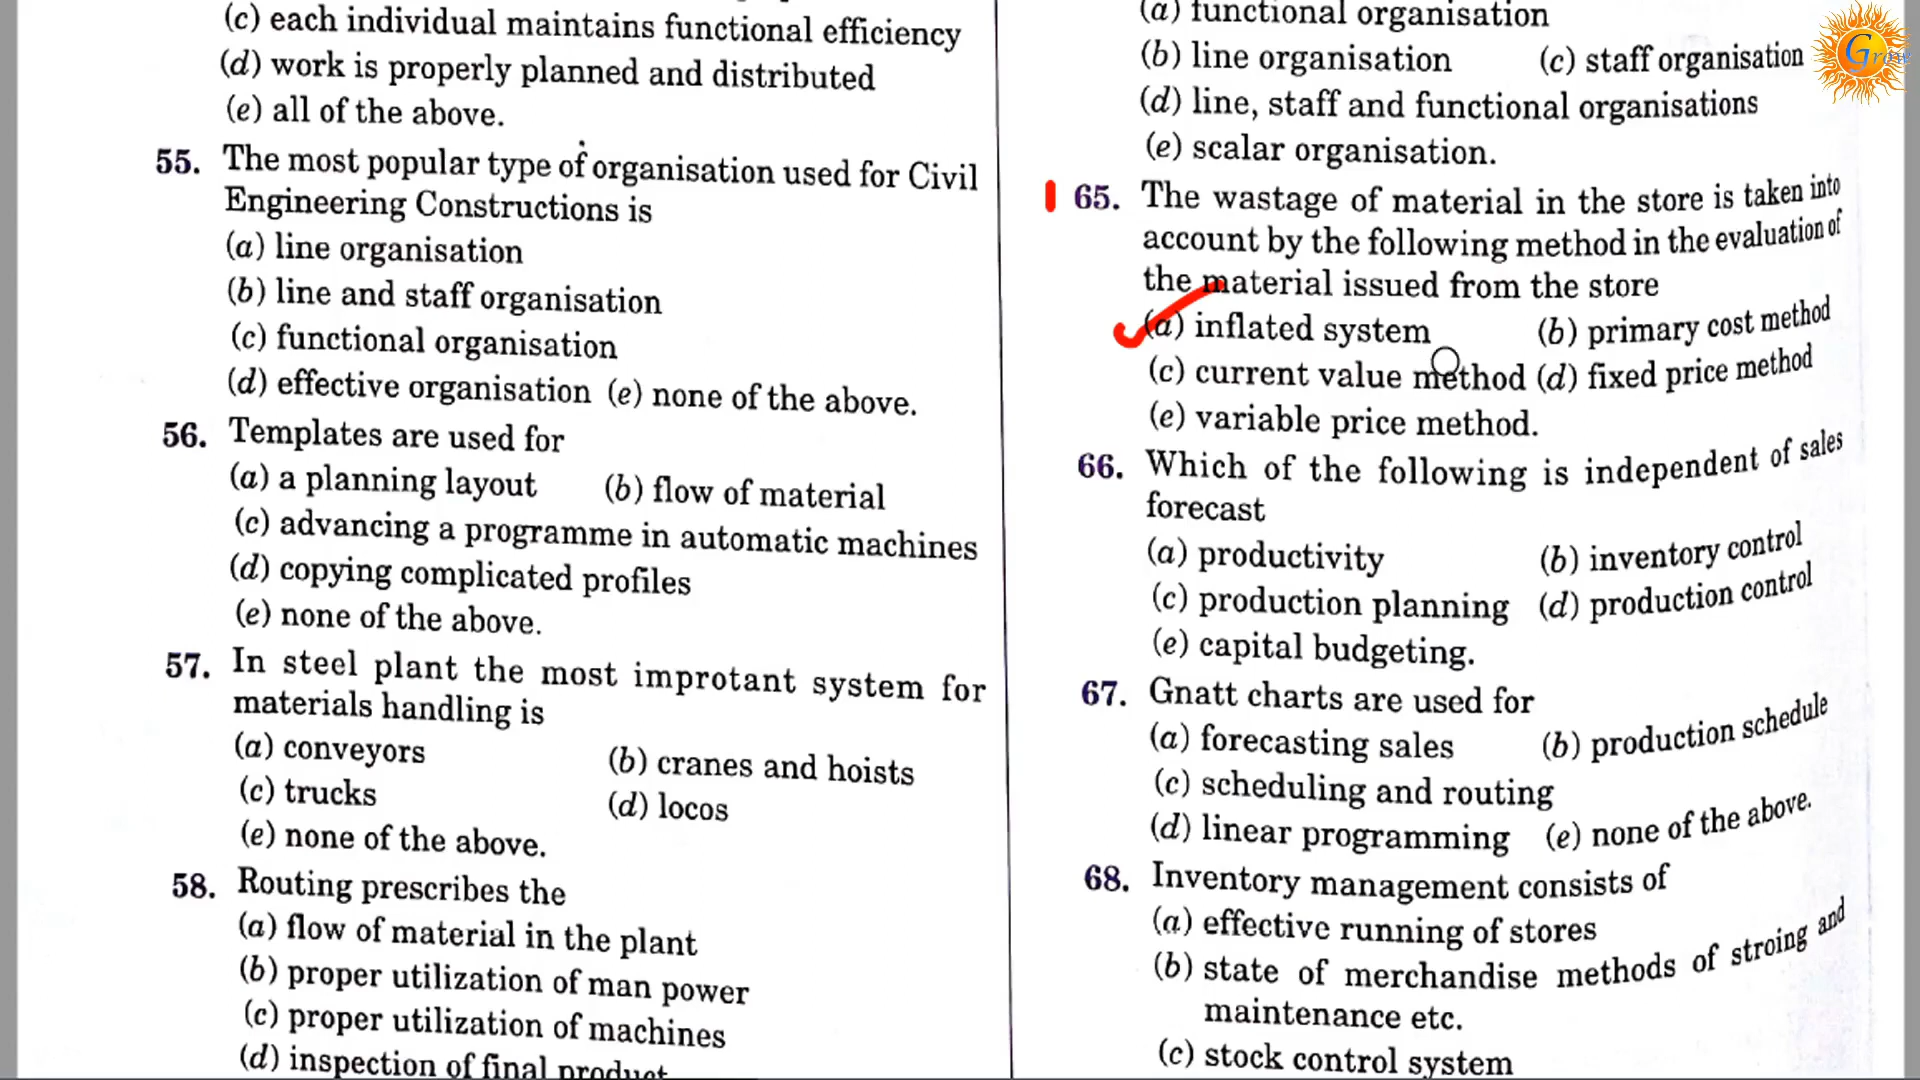 (c) each individual maintains functional efficiency
(d) work is properly planned and distributed
(e) all of the above.
55. The most popular type of organisation used for Civil
Engineering Constructions is
(a) line organisation
(b) line and staff organisation
(c) functional organisation
(d) effective organisation (e) none of the above.
56. Templates are used for
(a) a planning layout (b) flow of material
(c) advancing a programme in automatic machines
(d) copying complicated profiles
(e) none of the above.
57. In steel plant the most improtant system for
materials handling is
(a) conveyors (b) cranes and hoists
(c) trucks (d) locos
(e) none of the above.
58. Routing prescribes the
(a) flow of material in the plant
(b) proper utilization of man power
(c) proper utilization of machines
(d) inspection of final product
(a) functional organisation
(b) line organisation (c) staff organisation
(d) line, staff and functional organisations
(e) scalar organisation.
65. The wastage of material in the store is taken into
account by the following method in the evaluation of
the material issued from the store
(a) inflated system (b) primary cost method
(c) current value method (d) fixed price method
(e) variable price method.
66. Which of the following is independent of sales
forecast
(a) productivity (b) inventory control
(c) production planning (d) production control
(e) capital budgeting.
67. Gnatt charts are used for
(a) forecasting sales (b) production schedule
(c) scheduling and routing
(d) linear programming (e) none of the above.
68. Inventory management consists of
(a) effective running of stores
(b) state of merchandise methods of stroing and
maintenance etc.
(c) stock control system
Grow